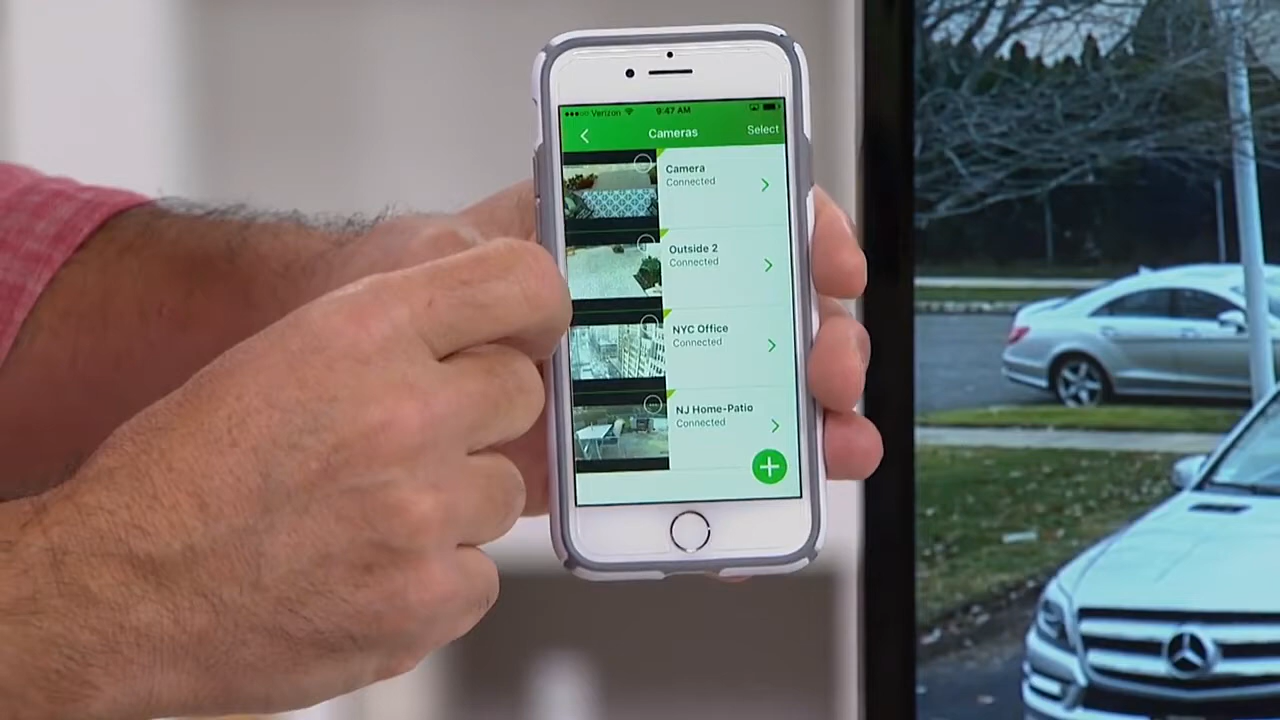 Verizon 9:47 AM
Cameras Select
Camera
Connected
Outside 2
Connected
NYC Office
Connected
NJ Home-Patio
Connected